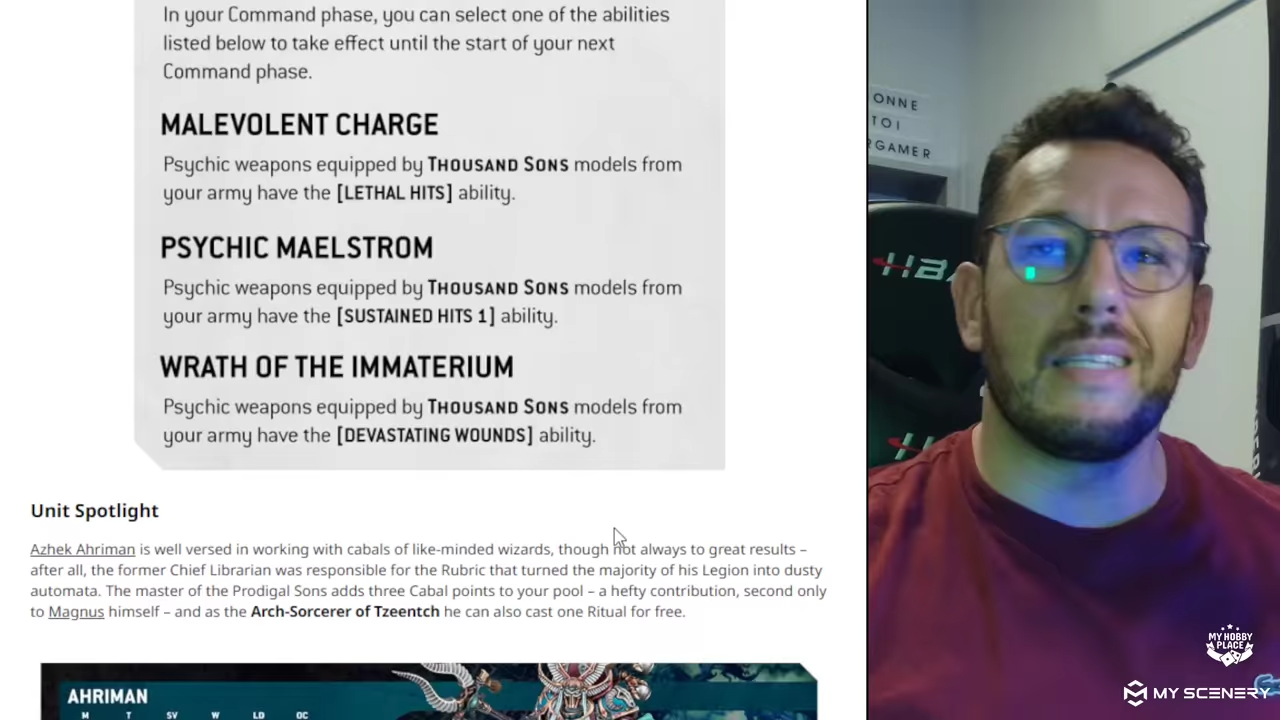 In your Command phase, you can select one of the abilities
listed below to take effect until the start of your next
Command phase.
MALEVOLENT CHARGE
Psychic weapons equipped by THOUSAND SONS models from
your army have the [LETHAL HITS] ability.
PSYCHIC MAELSTROM
Psychic weapons equipped by THOUSAND SONS models from
your army have the [SUSTAINED HITS 1] ability.
WRATH OF THE IMMATERIUM
Psychic weapons equipped by THOUSAND SONS models from
your army have the [DEVASTATING WOUNDS] ability.
Unit Spotlight
Azhek Ahriman is well versed in working with cabals of like-minded wizards, though not always to great results –
after all, the former Chief Librarian was responsible for the Rubric that turned the majority of his Legion into dusty
automata. The master of the Prodigal Sons adds three Cabal points to your pool – a hefty contribution, second only
to Magnus himself – and as the Arch-Sorcerer of Tzeentch he can also cast one Ritual for free.
AHRIMAN
M T SV W LD OC
ONNE
TOI
RGAMER
MY HOBBY
PLACE
MY SCENERY